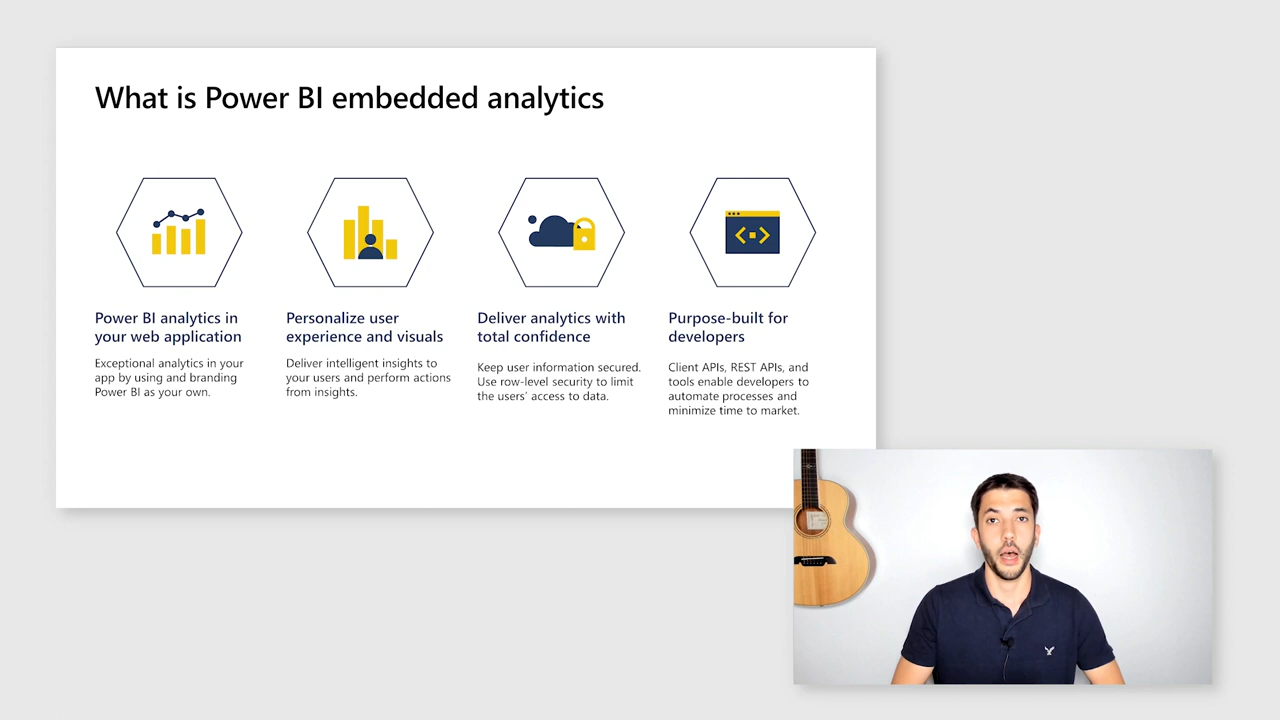 What is Power BI embedded analytics
Power BI analytics in
your web application
Exceptional analytics in your
app by using and branding
Power BI as your own.
Personalize user
experience and visuals
Deliver intelligent insights to
your users and perform actions
from insights.
Deliver analytics with
total confidence
Keep user information secured.
Use row-level security to limit
the users’ access to data.
Purpose-built for
developers
Client APIs, REST APIs, and
tools enable developers to
automate processes and
minimize time to market.